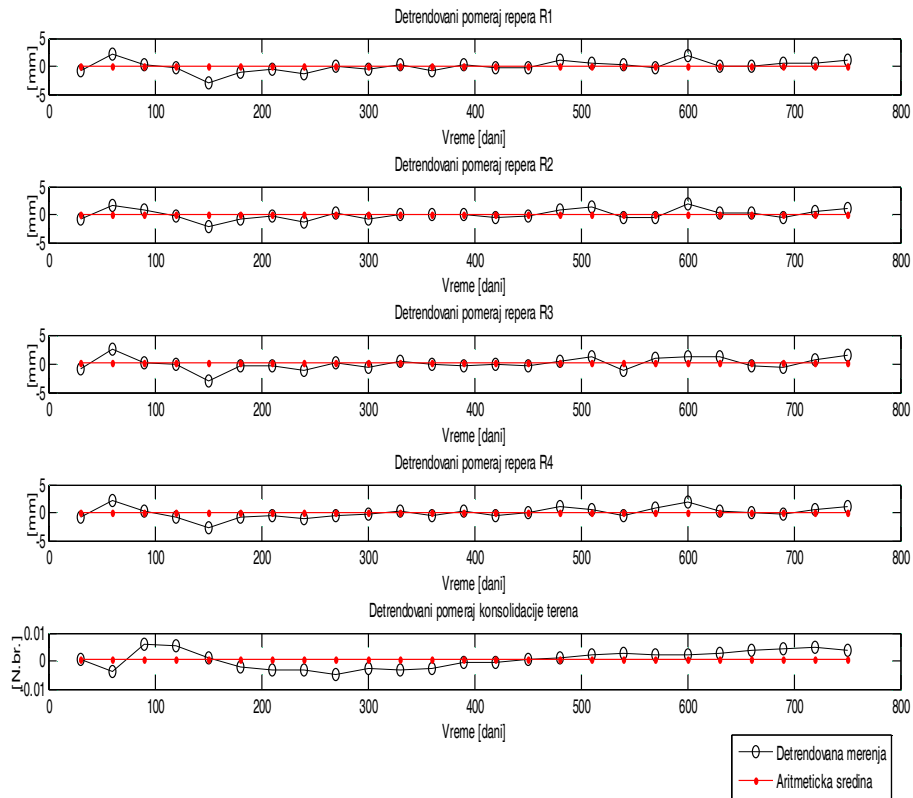 Detrendovani pomeraj repera R1
[mm]
5
0
-5
0 100 200 300 400 500 600 700 800
Vreme [dani]
Detrendovani pomeraj repera R2
[mm]
5
0
-5
0 100 200 300 400 500 600 700 800
Vreme [dani]
Detrendovani pomeraj repera R3
[mm]
5
0
-5
0 100 200 300 400 500 600 700 800
Vreme [dani]
Detrendovani pomeraj repera R4
[mm]
5
0
-5
0 100 200 300 400 500 600 700 800
Vreme [dani]
Detrendovani pomeraj konsolidacije terena
[N.br.]
0.01
0
-0.01
0 100 200 300 400 500 600 700 800
Vreme [dani]
Detrendovana merenja
Aritmeticka sredina